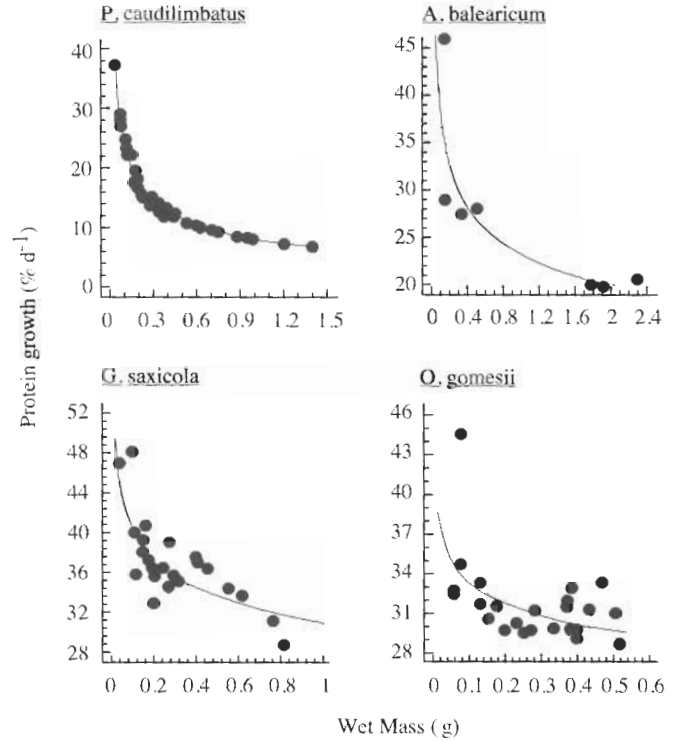 P. caudilimbatus
A. balearicum
40
30
20
10
0
0 0.3 0.6 0.9 1.2 1.5
45
40
35
30
25
20
0 0.4 0.8 1.2 1.6 2 2.4
Protein growth (% d⁻¹)
G. saxicola
O. gomesii
52
48
44
40
36
32
28
0 0.2 0.4 0.6 0.8 1
46
43
40
37
34
31
28
0 0.1 0.2 0.3 0.4 0.5 0.6
Wet Mass (g)